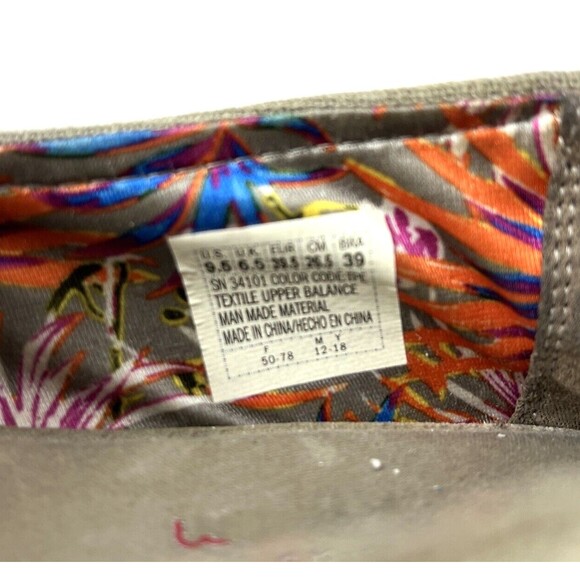 U.S. U.K. EUR CM BRA
9.5 6.5 39.5 26.5 39
SN 34101 COLOR CODE:
TEXTILE UPPER BALANCE
MAN MADE MATERIAL
MADE IN CHINA/HECHO EN CHINA
F M Y
50-78 12-18